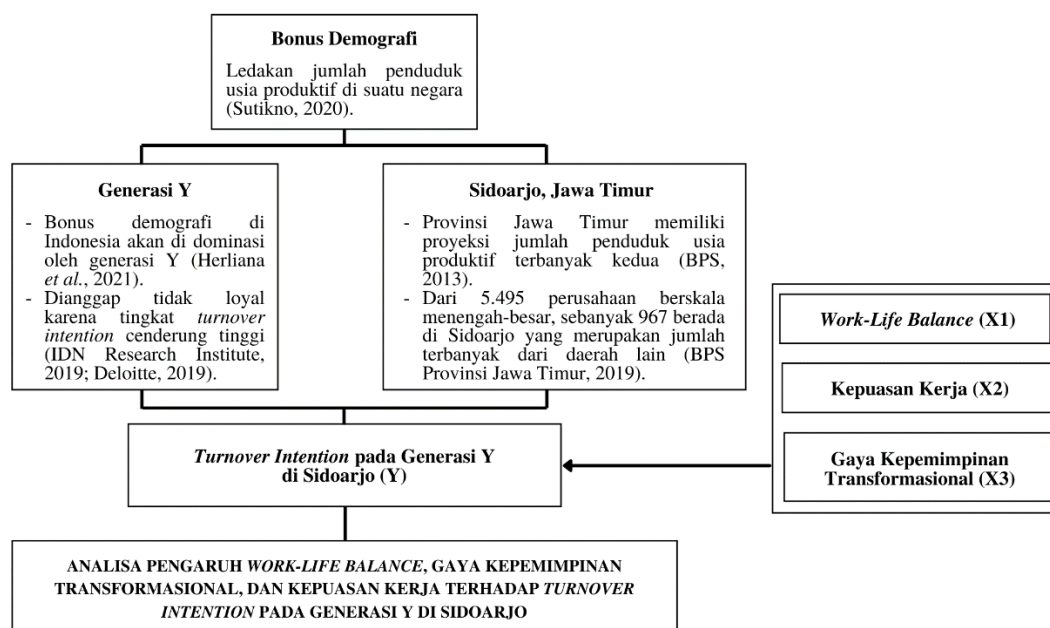 Bonus Demografi
Ledakan jumlah penduduk
usia produktif di suatu negara
(Sutikno, 2020).
Generasi Y
- Bonus demografi di
Indonesia akan di dominasi
oleh generasi Y (Herliana
et al., 2021).
- Dianggap tidak loyal
karena tingkat turnover
intention cenderung tinggi
(IDN Research Institute,
2019; Deloitte, 2019).
Sidoarjo, Jawa Timur
- Provinsi Jawa Timur memiliki
proyeksi jumlah penduduk usia
produktif terbanyak kedua (BPS,
2013).
- Dari 5.495 perusahaan berskala
menengah-besar, sebanyak 967 berada
di Sidoarjo yang merupakan jumlah
terbanyak dari daerah lain (BPS
Provinsi Jawa Timur, 2019).
Work-Life Balance (X1)
Kepuasan Kerja (X2)
Gaya Kepemimpinan
Transformasional (X3)
Turnover Intention pada Generasi Y
di Sidoarjo (Y)
ANALISA PENGARUH WORK-LIFE BALANCE, GAYA KEPEMIMPINAN
TRANSFORMASIONAL, DAN KEPUASAN KERJA TERHADAP TURNOVER
INTENTION PADA GENERASI Y DI SIDOARJO